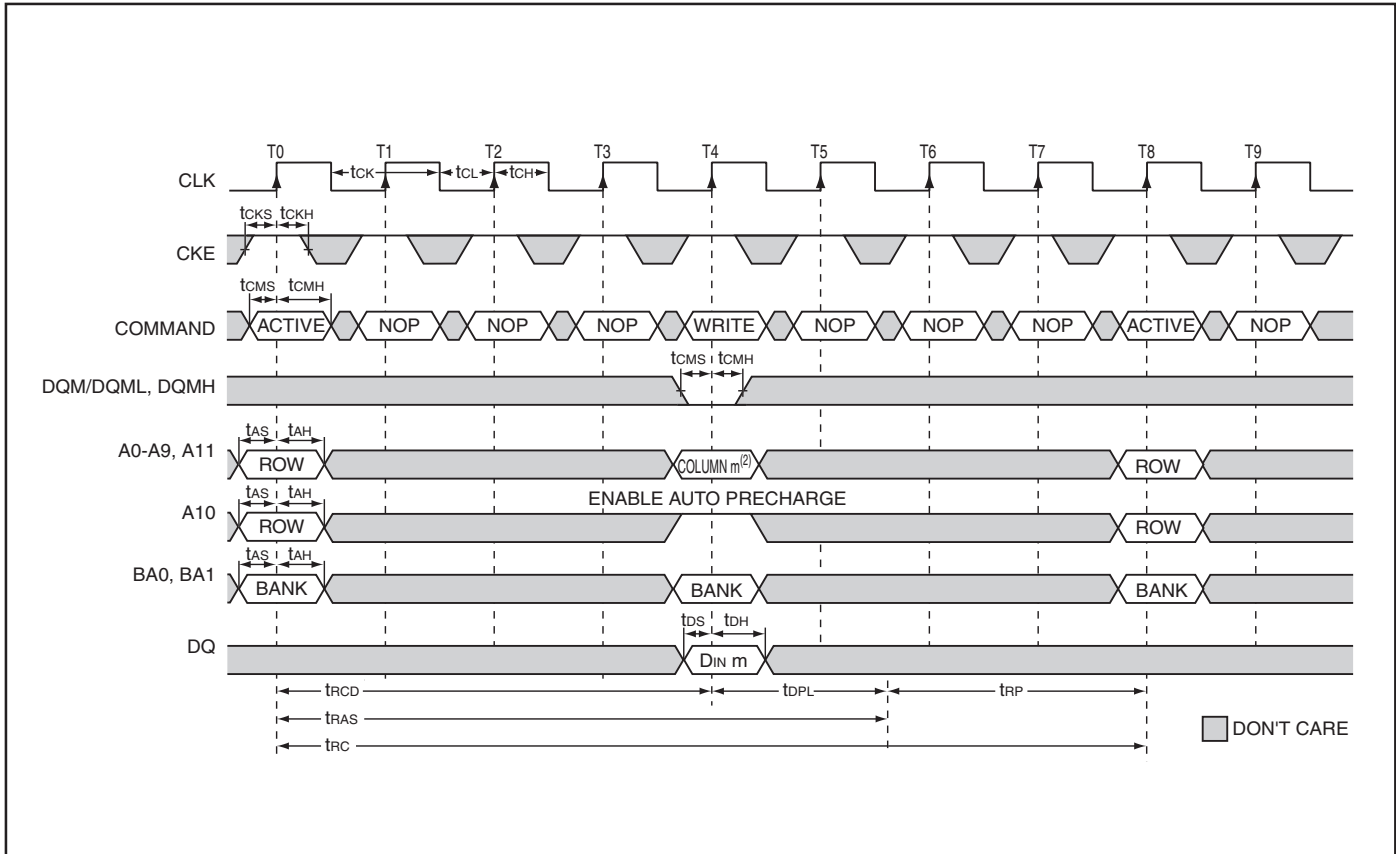 T0 T1 T2 T3 T4 T5 T6 T7 T8 T9
CLK tCK tCL tCH
tCKS tCKH
CKE
tCMS tCMH
COMMAND ACTIVE NOP NOP NOP WRITE NOP NOP NOP ACTIVE NOP
tCMS tCMH
DQM/DQML, DQMH
tAS tAH
A0-A9, A11 ROW COLUMN m(2) ROW
tAS tAH ENABLE AUTO PRECHARGE
A10 ROW ROW
tAS tAH
BA0, BA1 BANK BANK BANK
tDS tDH
DQ DIN m
tRCD tDPL tRP
tRAS
tRC
DON'T CARE